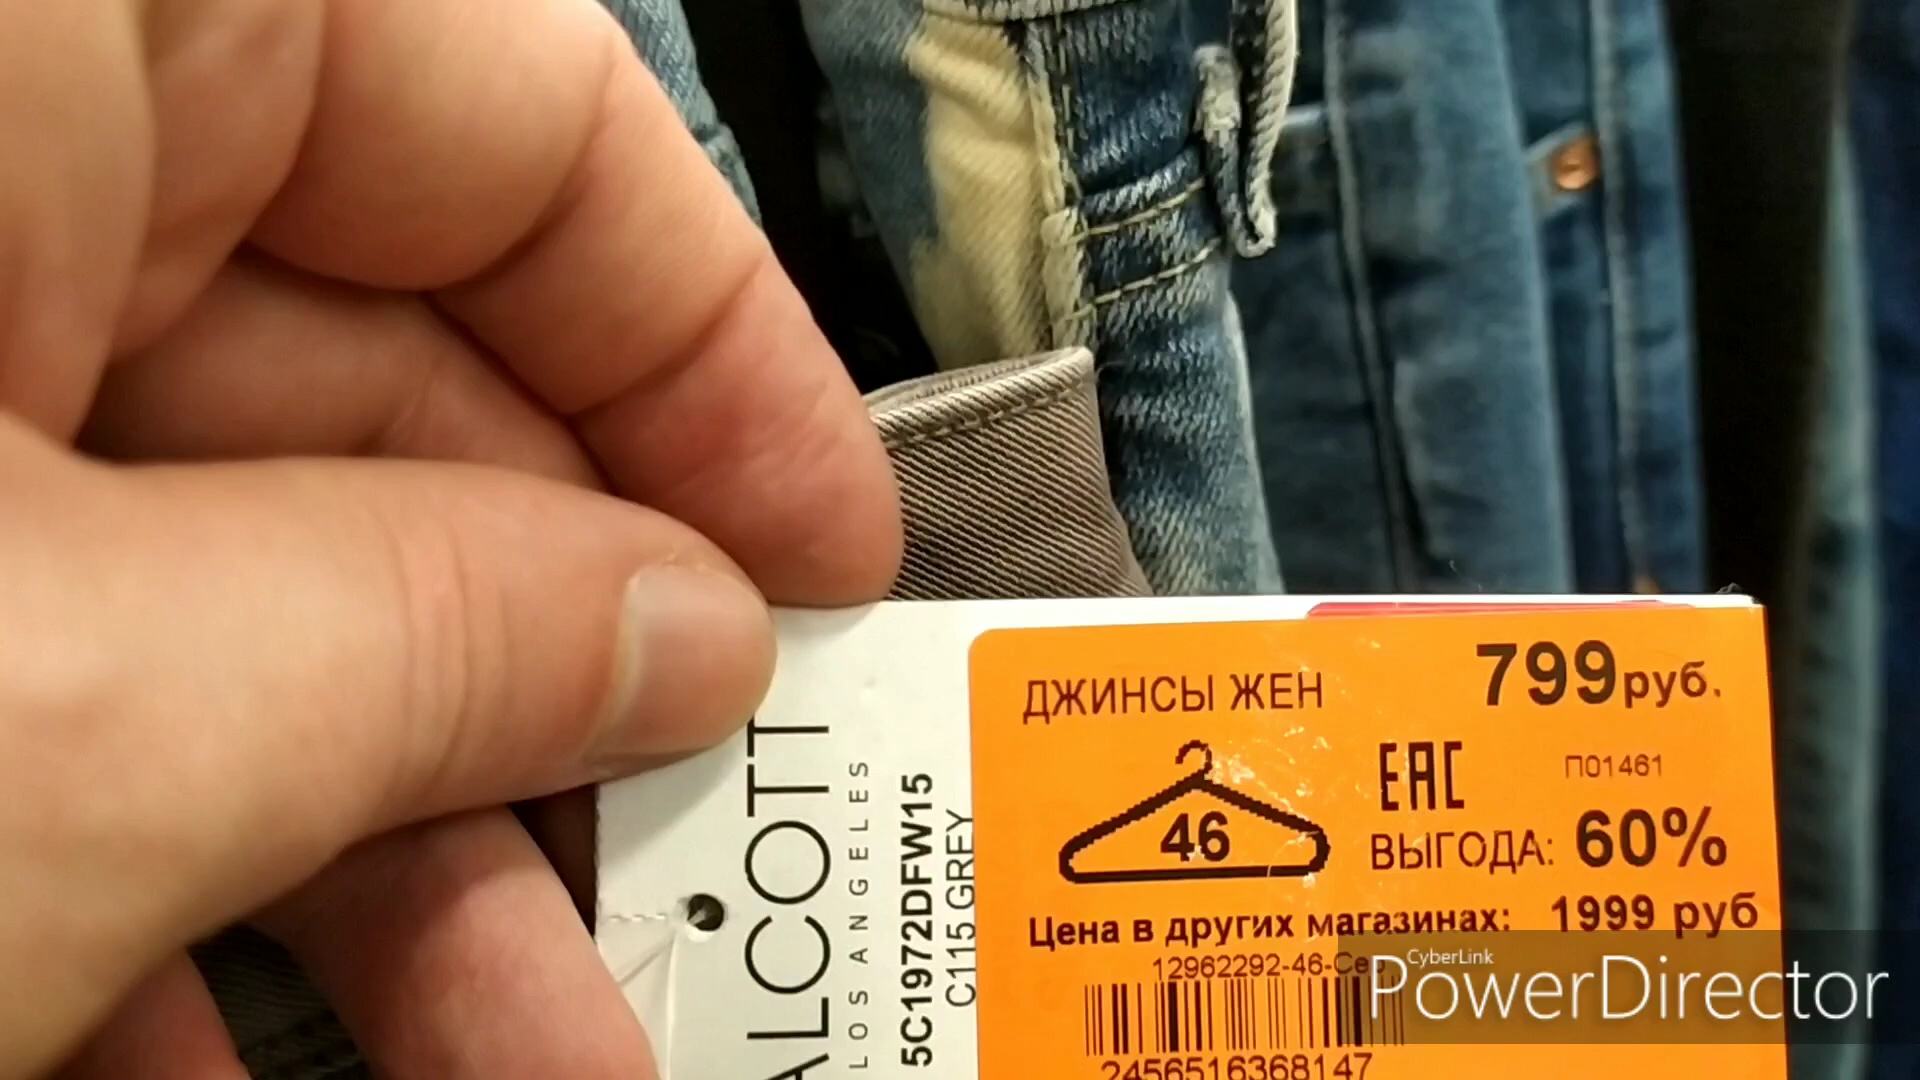 ALCOTT
LOS ANGELES
5C1972DFW15
C115 GREY
ДЖИНСЫ ЖЕН
799руб.
46
EAC
П01461
ВЫГОДА: 60%
Цена в других магазинах: 1999 руб
12962292-46-Сер
2456516368147
CyberLink
PowerDirector